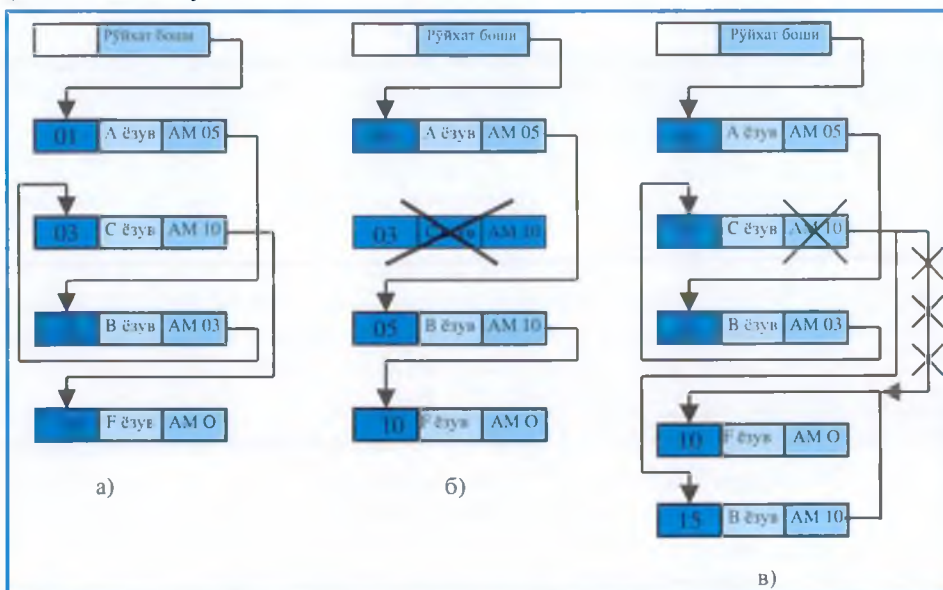 Рўйхат боши
01 А ёзув АМ 05
03 С ёзув АМ 10
В ёзув АМ 03
F ёзув АМ О
а)
Рўйхат боши
А ёзув АМ 05
03 С ёзув АМ 10
05 В ёзув АМ 10
10 F ёзув АМ О
б)
Рўйхат боши
А ёзув АМ 05
С ёзув АМ 10
В ёзув АМ 03
10 F ёзув АМ О
15 В ёзув АМ 10
в)